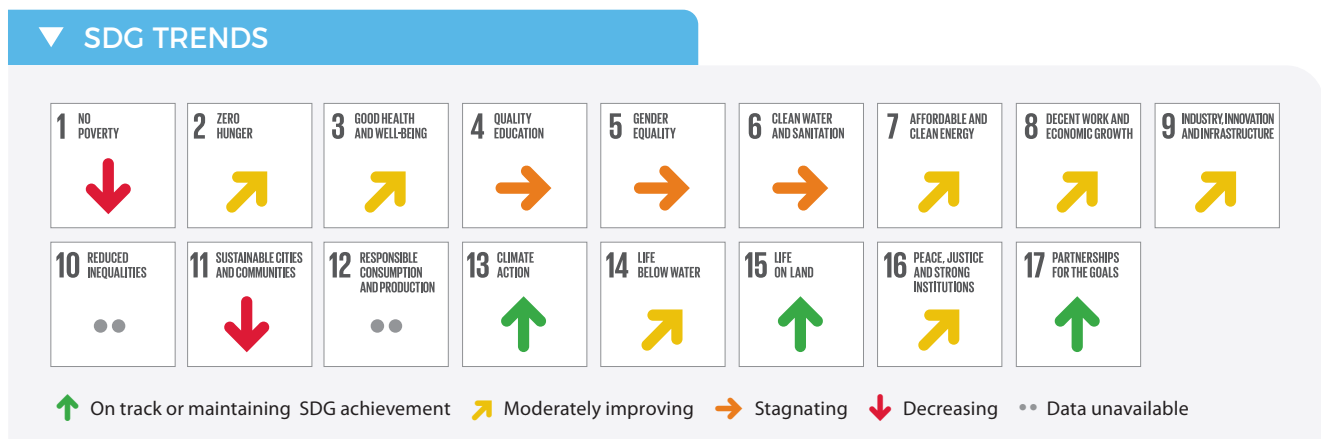 SDG TRENDS
1 NO
POVERTY
2 ZERO
HUNGER
3 GOOD HEALTH
AND WELL-BEING
4 QUALITY
EDUCATION
5 GENDER
EQUALITY
6 CLEAN WATER
AND SANITATION
7 AFFORDABLE AND
CLEAN ENERGY
8 DECENT WORK AND
ECONOMIC GROWTH
9 INDUSTRY, INNOVATION
AND INFRASTRUCTURE
10 REDUCED
INEQUALITIES
11 SUSTAINABLE CITIES
AND COMMUNITIES
12 RESPONSIBLE
CONSUMPTION
AND PRODUCTION
13 CLIMATE
ACTION
14 LIFE
BELOW WATER
15 LIFE
ON LAND
16 PEACE, JUSTICE
AND STRONG
INSTITUTIONS
17 PARTNERSHIPS
FOR THE GOALS
On track or maintaining SDG achievement
Moderately improving
Stagnating
Decreasing
Data unavailable